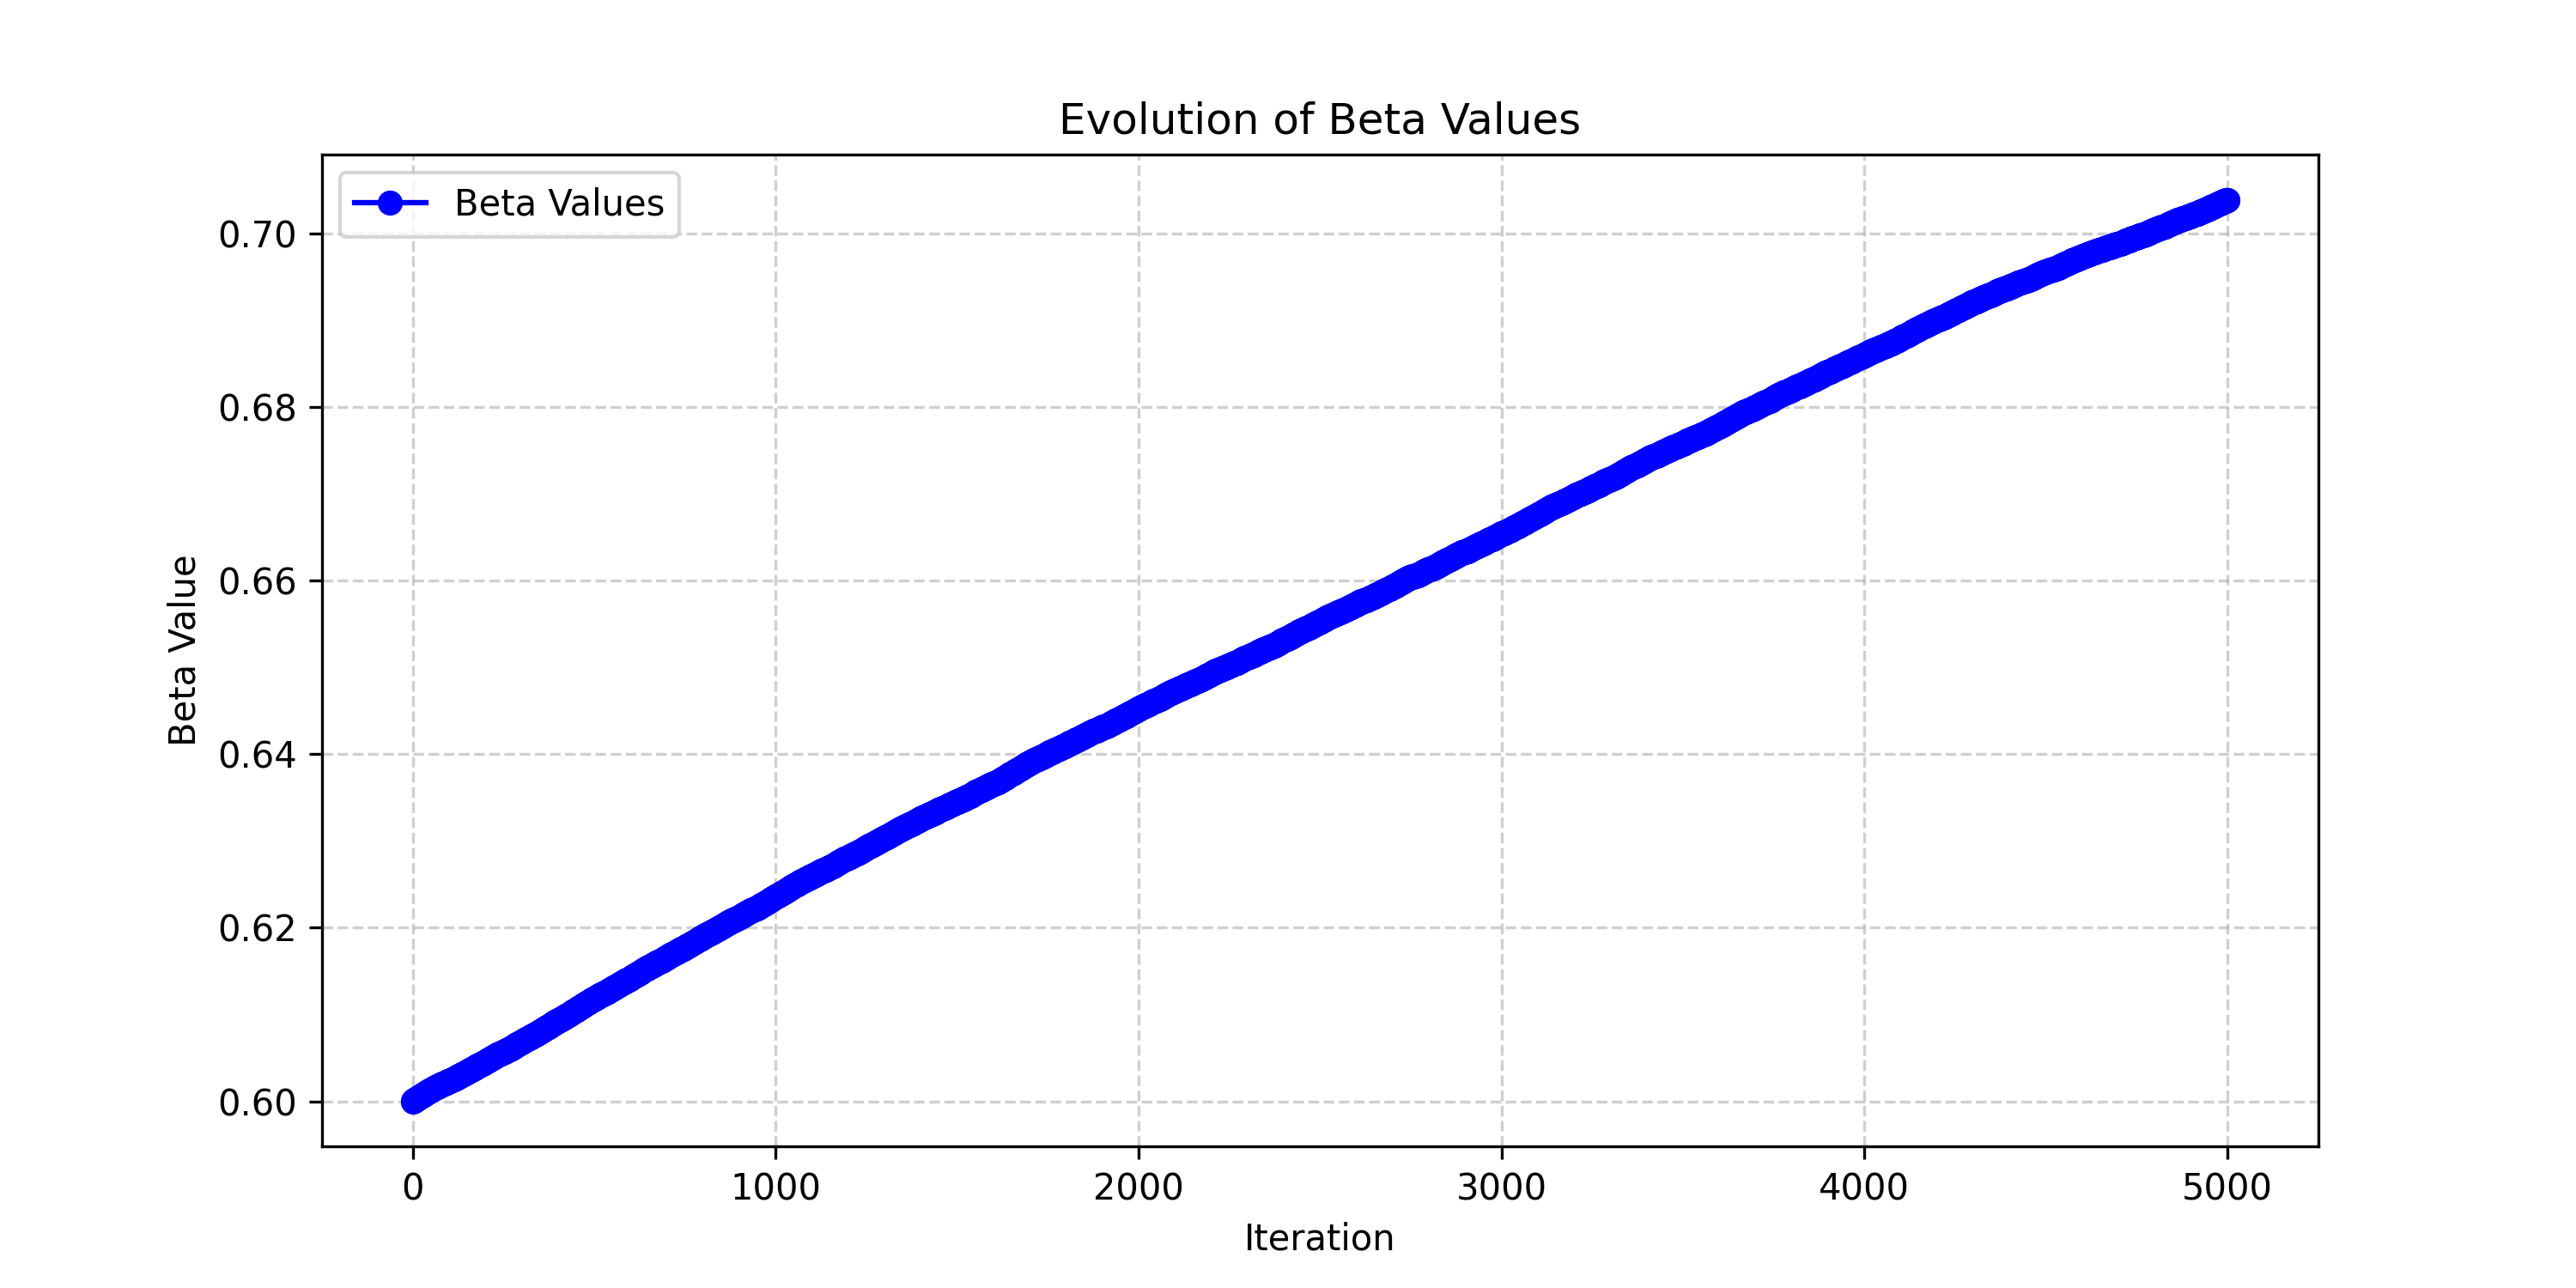 Evolution of Beta Values
Beta Values
0.70
0.68
0.66
0.64
0.62
0.60
Beta Value
0 1000 2000 3000 4000 5000
Iteration